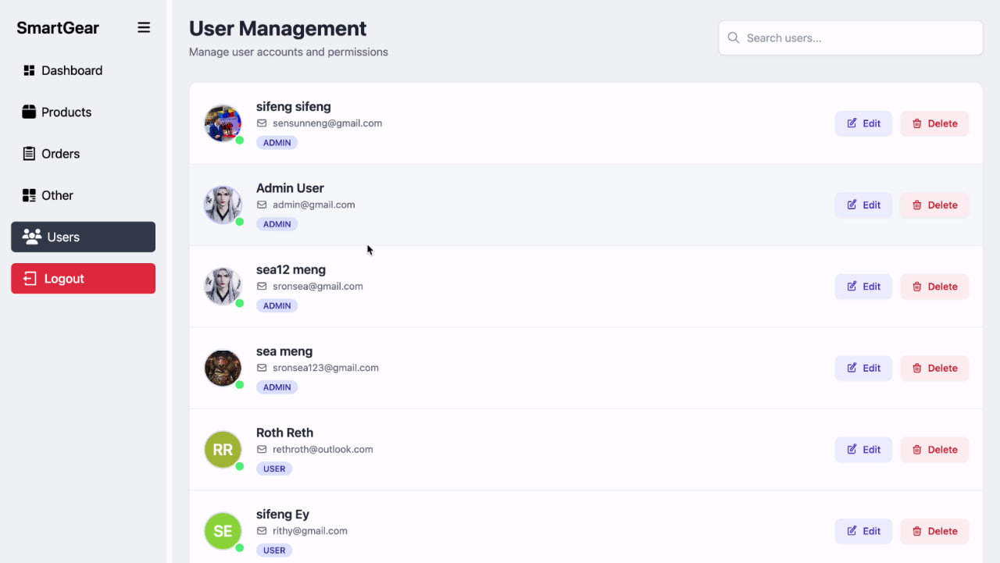 SmartGear
Dashboard
Products
Orders
Other
Users
Logout
User Management
Manage user accounts and permissions
Search users...
sifeng sifeng
sensunneng@gmail.com
ADMIN
Edit
Delete
Admin User
admin@gmail.com
ADMIN
Edit
Delete
sea12 meng
sronsea@gmail.com
ADMIN
Edit
Delete
sea meng
sronsea123@gmail.com
ADMIN
Edit
Delete
RR
Roth Reth
rethroth@outlook.com
USER
Edit
Delete
SE
sifeng Ey
rithy@gmail.com
USER
Edit
Delete